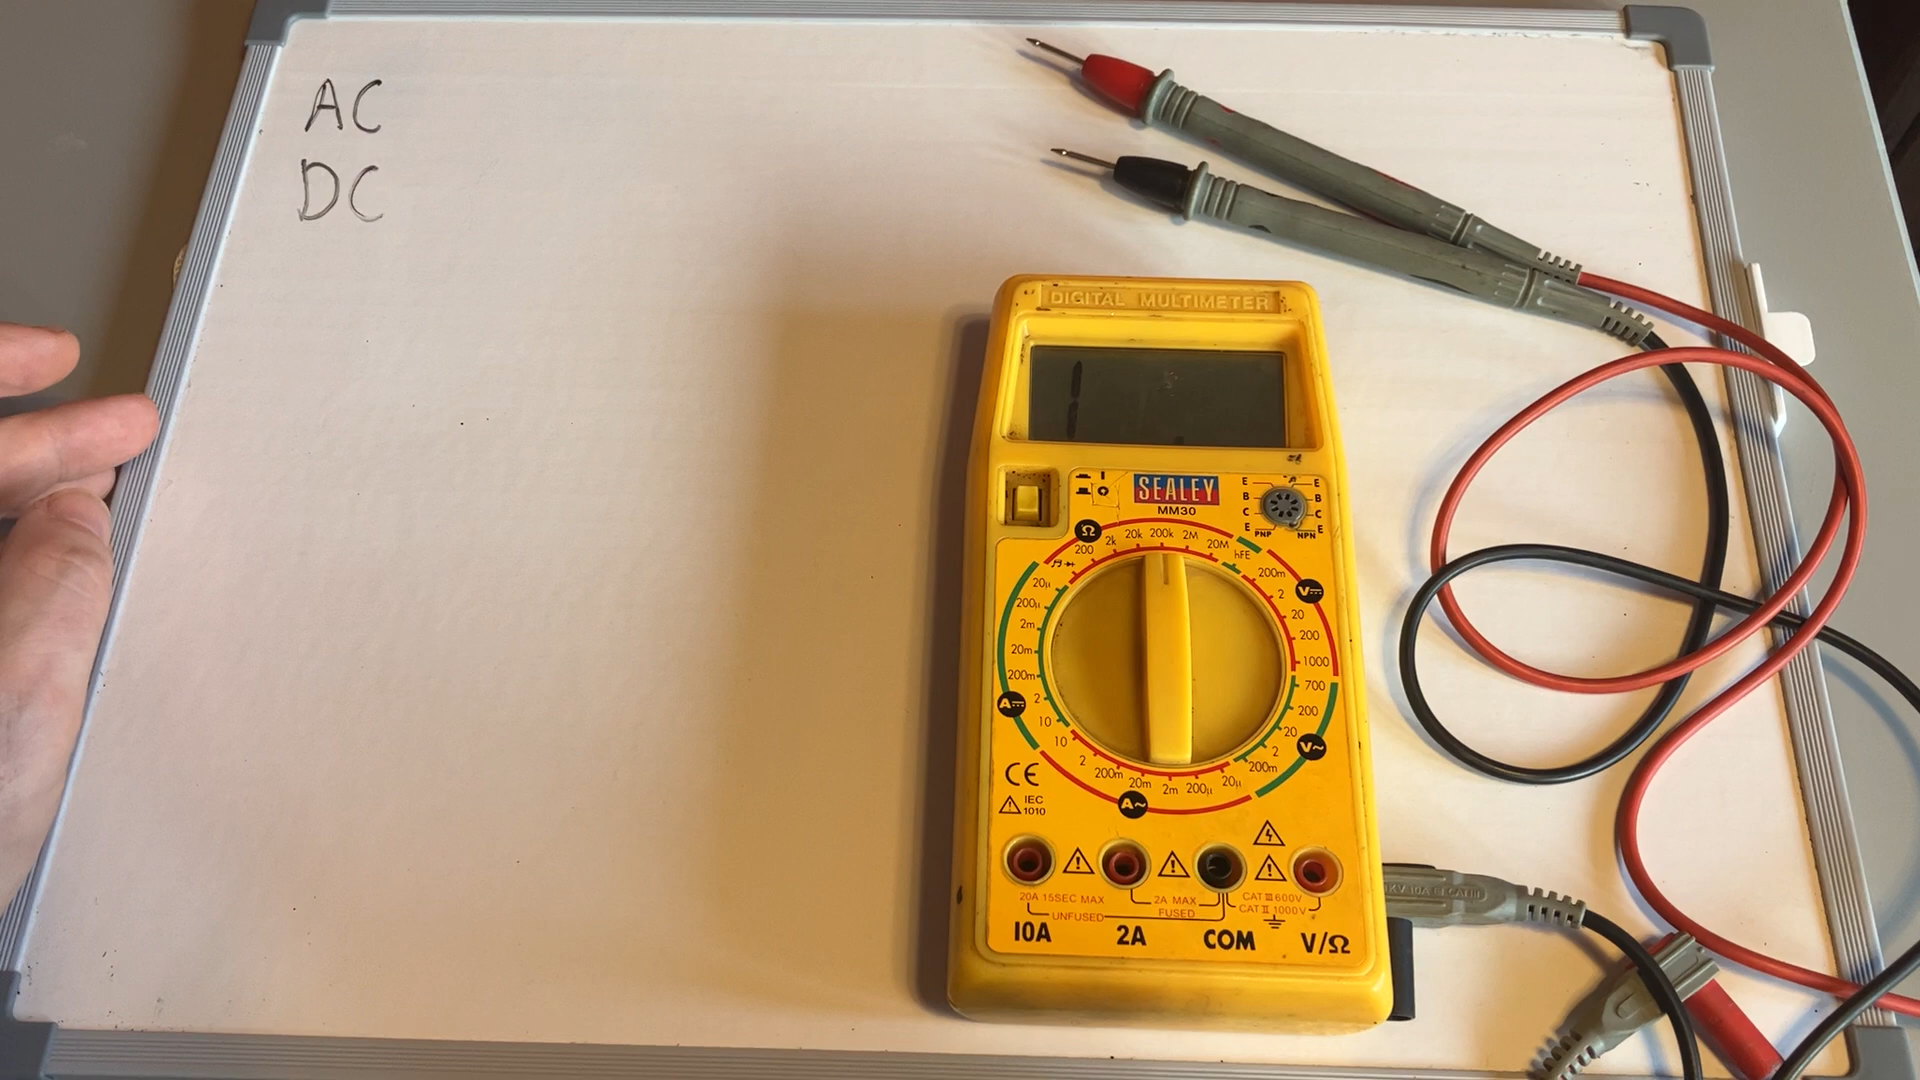 AC
DC
DIGITAL MULTIMETER
1
SEALEY
MM30
E
B
C
E
PNP
E
B
C
E
NPN
Ω
200
2k
20k
200k
2M
20M
hFE
200m
V
2
20
200
1000
700
200
20
2
200m
V~
20µ
200µ
2m
20m
200m
2
10
A~
10
2
200m
20m
2m
200µ
20µ
A
CE
IEC
1010
20A 15SEC MAX
UNFUSED
2A MAX
FUSED
CAT III 600V
CAT II 1000V
10A
2A
COM
V/Ω